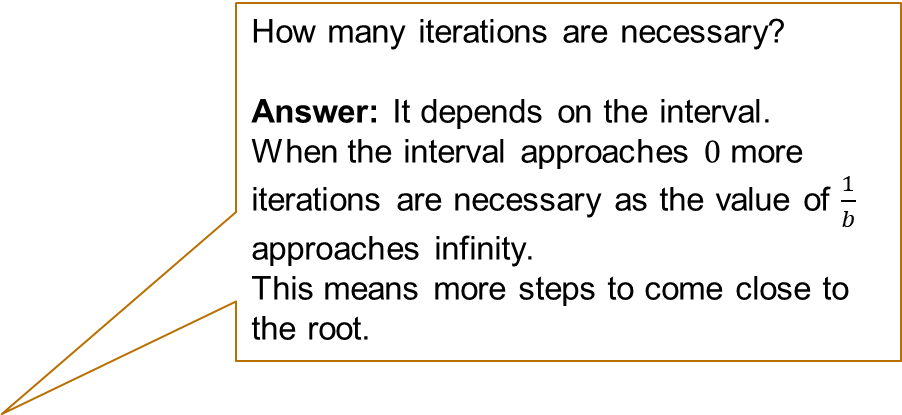 How many iterations are necessary?
Answer: It depends on the interval.
When the interval approaches 0 more
iterations are necessary as the value of 1/b
approaches infinity.
This means more steps to come close to
the root.